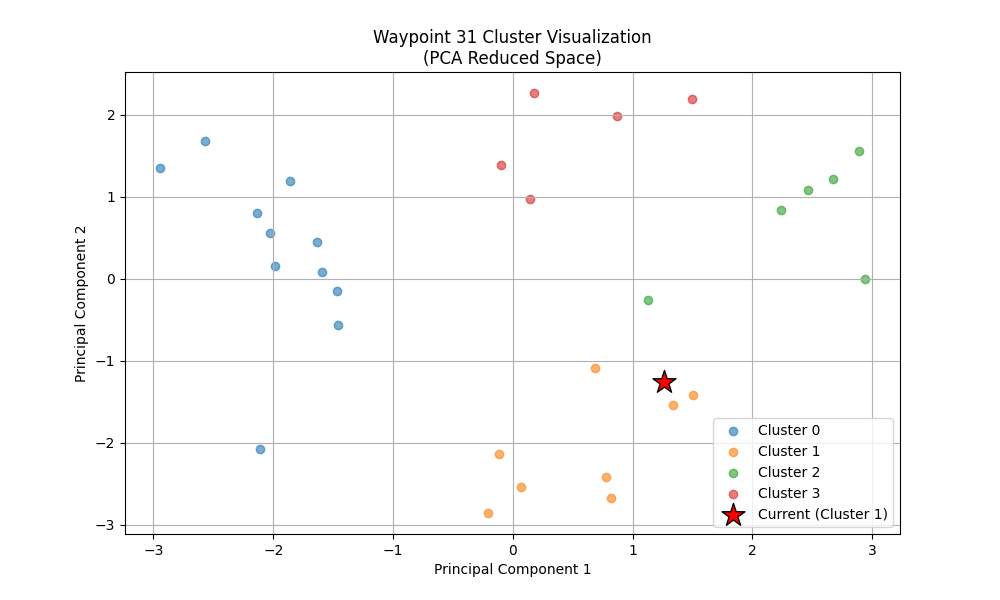 Waypoint 31 Cluster Visualization
(PCA Reduced Space)
Principal Component 2
2
1
0
−1
−2
−3
−3
−2
−1
0
1
2
3
Principal Component 1
Cluster 0
Cluster 1
Cluster 2
Cluster 3
Current (Cluster 1)